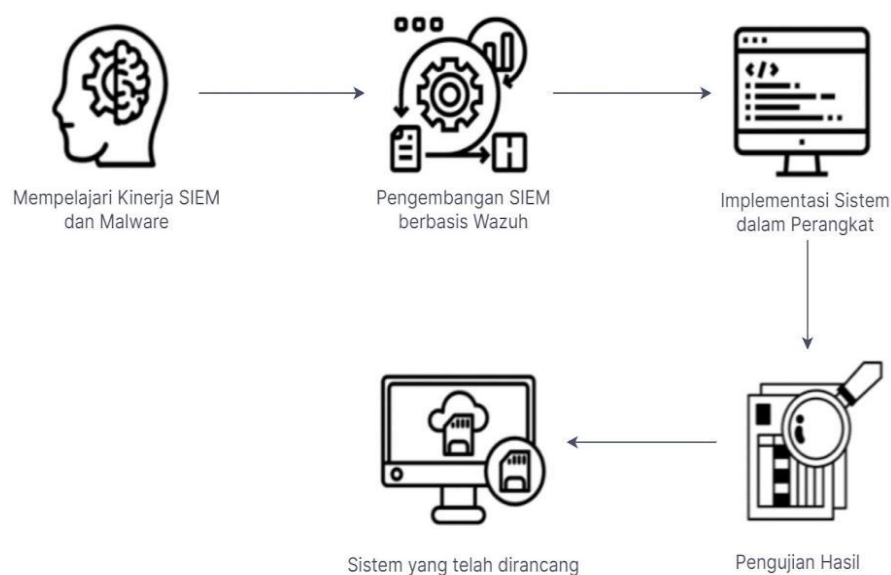 Mempelajari Kinerja SIEM
dan Malware
Pengembangan SIEM
berbasis Wazuh
Implementasi Sistem
dalam Perangkat
Pengujian Hasil
Sistem yang telah dirancang